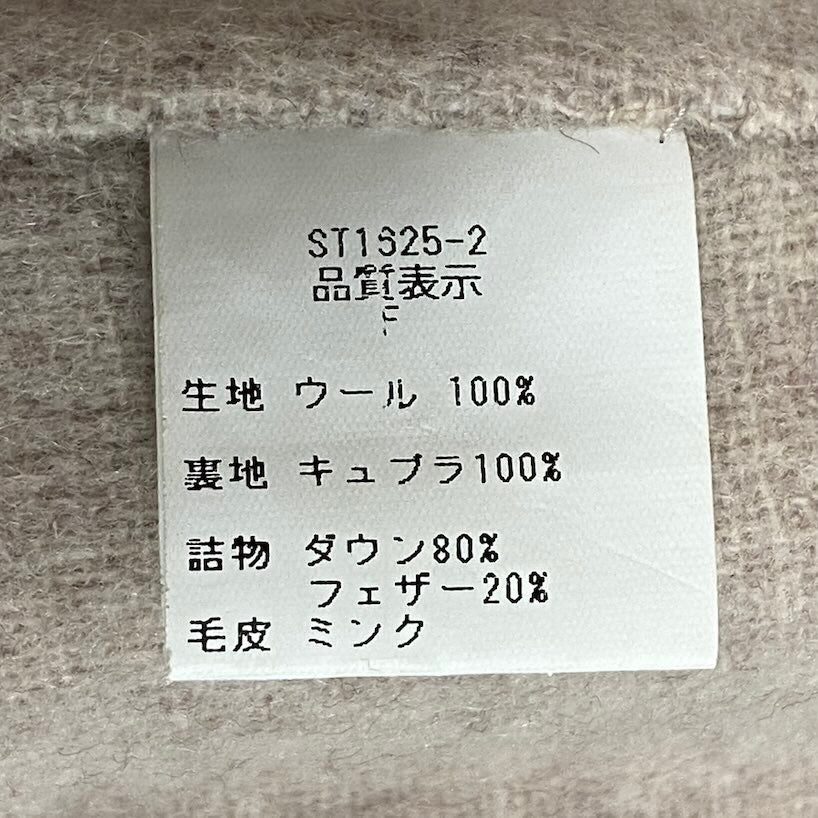 ST1625-2
品質表示
F
生地 ウール 100%
裏地 キュプラ100%
詰物 ダウン80%
フェザー20%
毛皮 ミンク